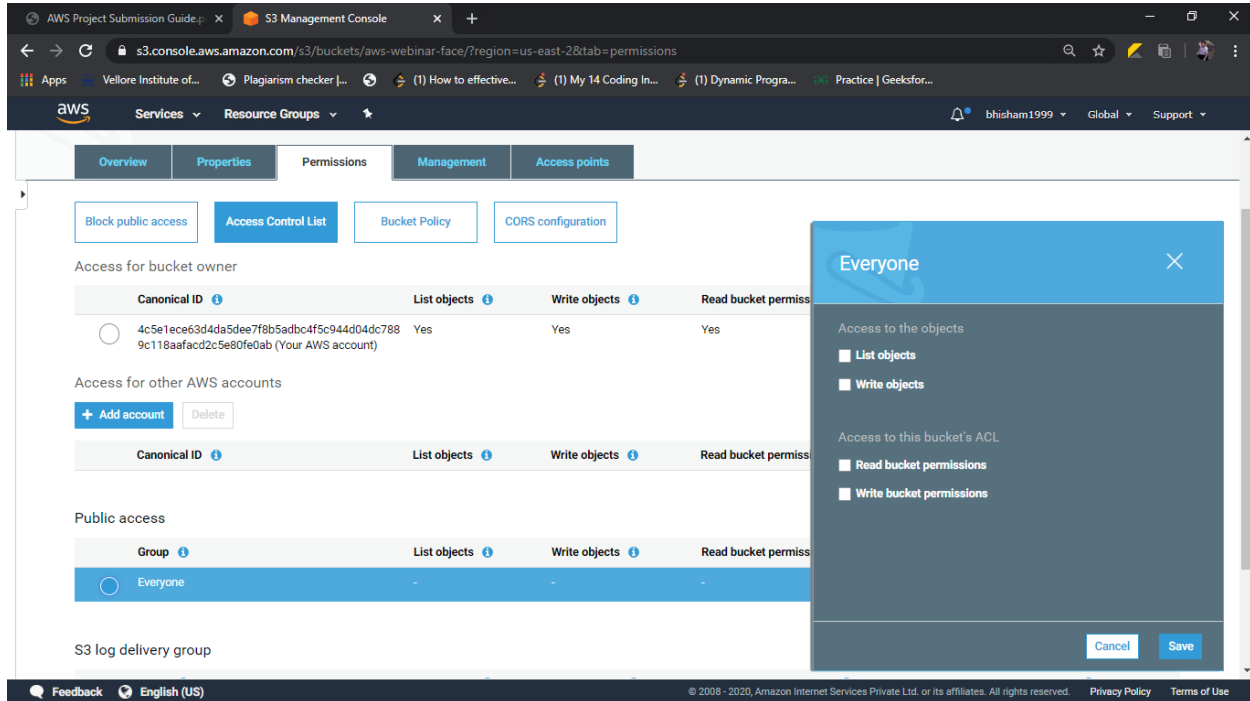 AWS Project Submission Guide.p
S3 Management Console
s3.console.aws.amazon.com/s3/buckets/aws-webinar-face/?region=us-east-2&tab=permissions
Apps
Vellore Institute of...
Plagiarism checker |...
(1) How to effective...
(1) My 14 Coding In...
(1) Dynamic Progra...
Practice | Geeksfor...
aws
Services
Resource Groups
bhisham1999
Global
Support
Overview
Properties
Permissions
Management
Access points
Block public access
Access Control List
Bucket Policy
CORS configuration
Access for bucket owner
Canonical ID
List objects
Write objects
Read bucket permiss
4c5e1ece63d4da5dee7f8b5adbc4f5c944d04dc788
9c118aafacd2c5e80fe0ab (Your AWS account)
Yes
Yes
Yes
Access for other AWS accounts
+ Add account
Delete
Canonical ID
List objects
Write objects
Read bucket permiss
Public access
Group
List objects
Write objects
Read bucket permiss
Everyone
-
-
-
S3 log delivery group
Everyone
Access to the objects
List objects
Write objects
Access to this bucket's ACL
Read bucket permissions
Write bucket permissions
Cancel
Save
Feedback
English (US)
© 2008 - 2020, Amazon Internet Services Private Ltd. or its affiliates. All rights reserved.
Privacy Policy
Terms of Use